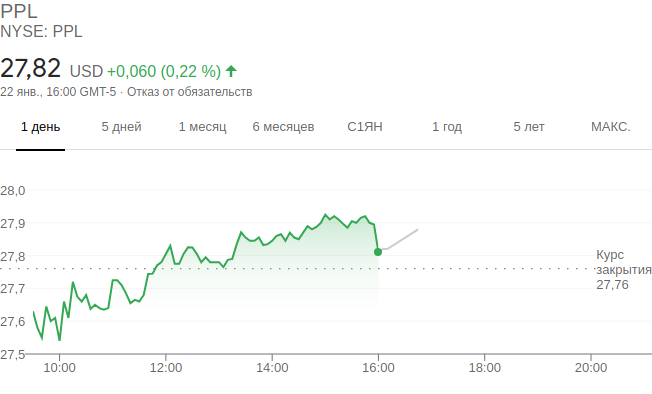 PPL
NYSE: PPL
27,82 USD +0,060 (0,22 %)
22 янв., 16:00 GMT-5 · Отказ от обязательств
1 день 5 дней 1 месяц 6 месяцев С1ЯН 1 год 5 лет МАКС.
28,0
27,9
27,8
27,7
27,6
27,5
Курс
закрытия
27,76
10:00 12:00 14:00 16:00 18:00 20:00